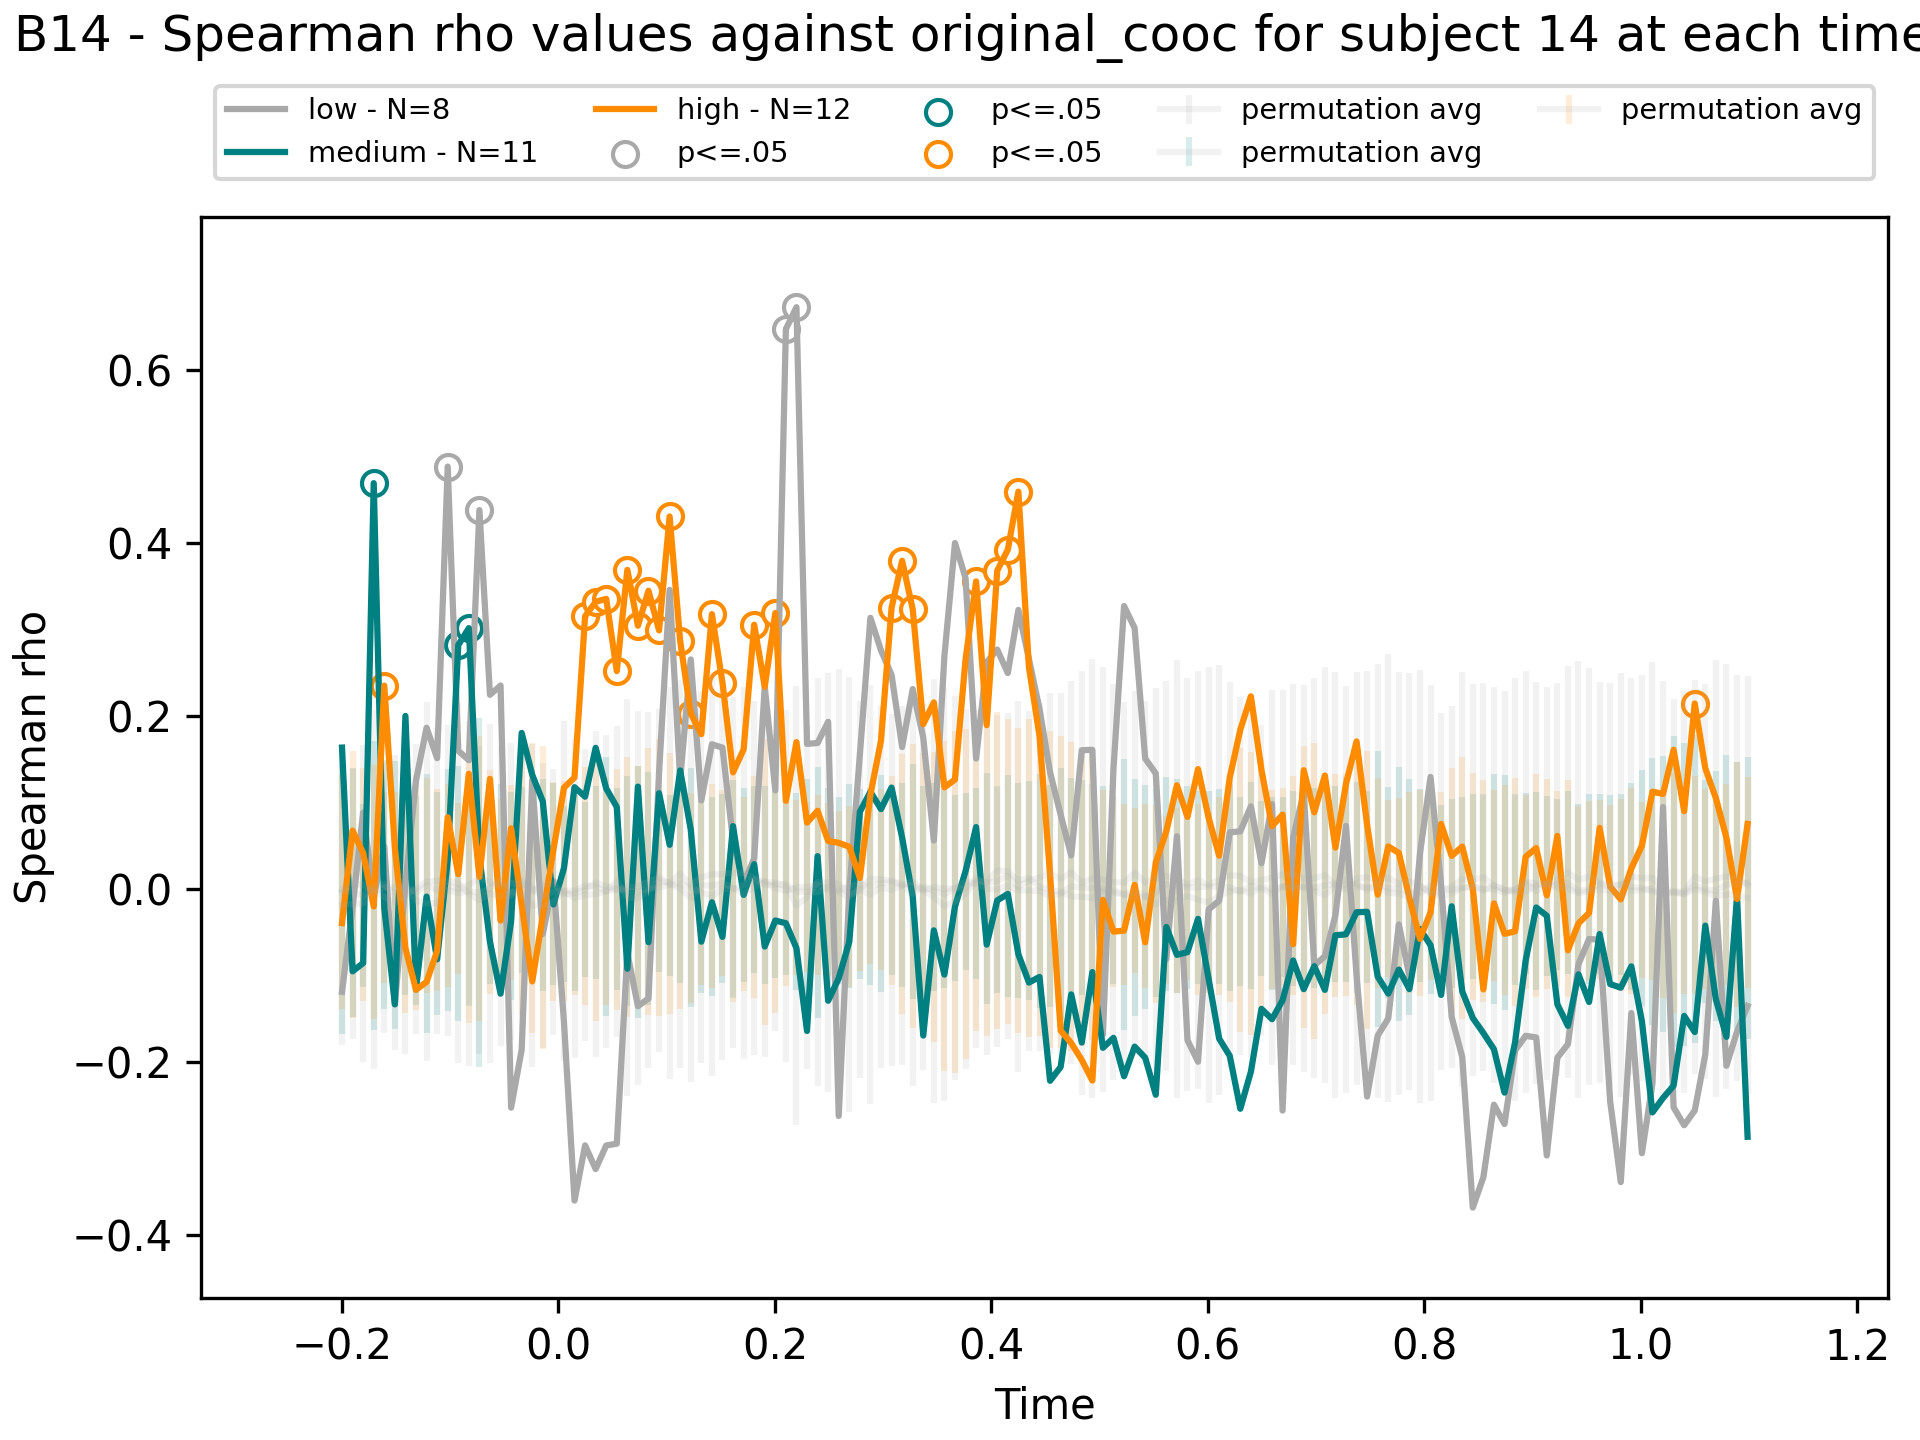 B14 - Spearman rho values against original_cooc for subject 14 at each time
low - N=8
medium - N=11
high - N=12
p<=.05
p<=.05
p<=.05
permutation avg
permutation avg
permutation avg
Spearman rho
0.6
0.4
0.2
0.0
−0.2
−0.4
−0.2 0.0 0.2 0.4 0.6 0.8 1.0 1.2
Time